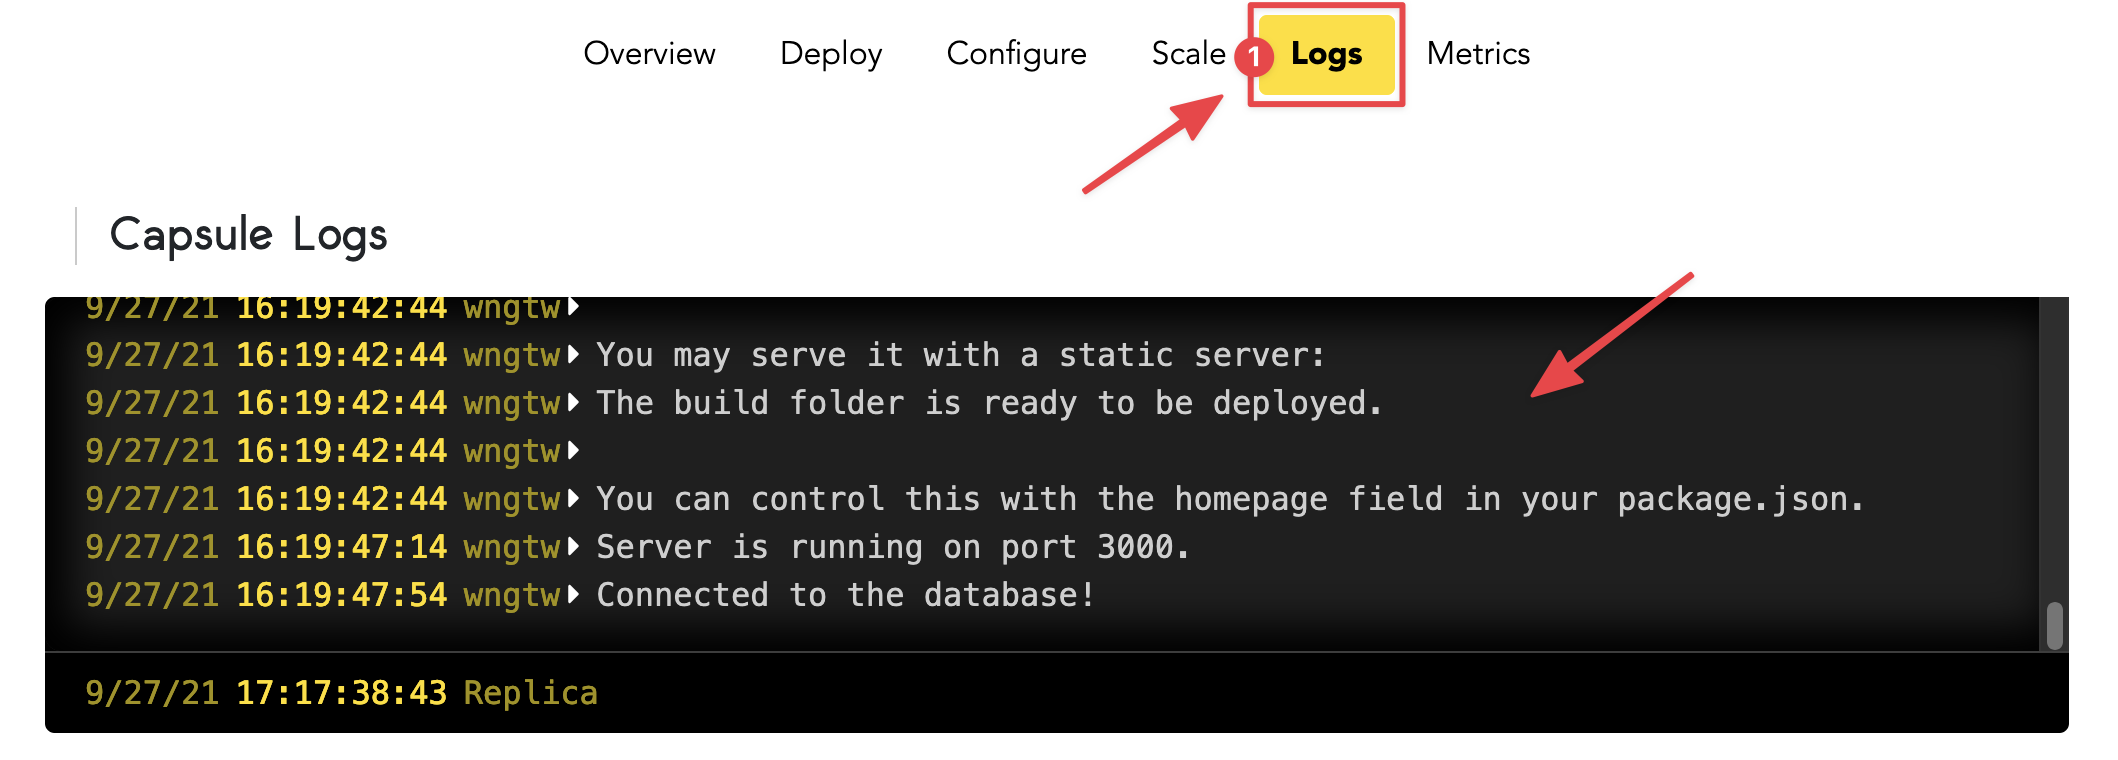 Overview Deploy Configure Scale 1 Logs Metrics
Capsule Logs
9/27/21 16:19:42:44 wngtw
9/27/21 16:19:42:44 wngtw You may serve it with a static server:
9/27/21 16:19:42:44 wngtw The build folder is ready to be deployed.
9/27/21 16:19:42:44 wngtw
9/27/21 16:19:42:44 wngtw You can control this with the homepage field in your package.json.
9/27/21 16:19:47:14 wngtw Server is running on port 3000.
9/27/21 16:19:47:54 wngtw Connected to the database!
9/27/21 17:17:38:43 Replica